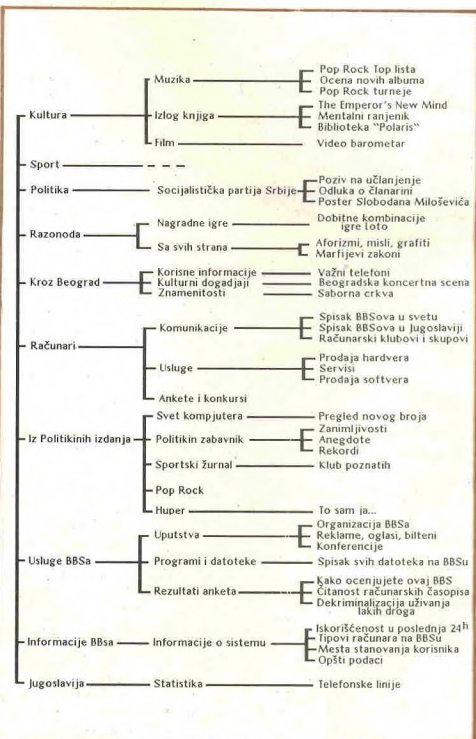 Kultura
Muzika
Pop Rock Top lista
Ocena novih albuma
Pop Rock turneje
Izlog knjiga
The Emperor's New Mind
Mentalni ranjenik
Biblioteka "Polaris"
Film
Video barometar
Sport
Politika
Socijalistička partija Srbije
Poziv na učlanjenje
Odluka o članarini
Poster Slobodana Miloševića
Razonoda
Nagradne igre
Dobitne kombinacije
igre loto
Sa svih strana
Aforizmi, misli, grafiti
Marfijevi zakoni
Kroz Beograd
Korisne informacije
Važni telefoni
Kulturni dogadjaji
Beogradska koncertna scena
Znamenitosti
Saborna crkva
Računari
Komunikacije
Spisak BBSova u svetu
Spisak BBSova u Jugoslaviji
Računarski klubovi i skupovi
Usluge
Prodaja hardvera
Servisi
Prodaja softvera
Ankete i konkursi
Iz Politikinih izdanja
Svet kompjutera
Pregled novog broja
Politikin zabavnik
Zanimljivosti
Anegdote
Rekordi
Sportski žurnal
Klub poznatih
Pop Rock
Huper
To sam ja...
Usluge BBSa
Uputstva
Organizacija BBSa
Reklame, oglasi, bilteni
Konferencije
Programi i datoteke
Spisak svih datoteka na BBSu
Rezultati anketa
Kako ocenjujete ovaj BBS
Čitanost računarskih časopisa
Dekriminalizacija uživanja
lakih droga
Informacije BBsa
Informacije o sistemu
Iskorišćenost u poslednja 24h
Tipovi računara na BBSu
Mesta stanovanja korisnika
Opšti podaci
Jugoslavija
Statistika
Telefonske linije